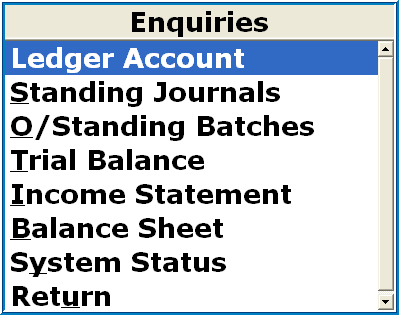 Enquiries
Ledger Account
Standing Journals
O/Standing Batches
Trial Balance
Income Statement
Balance Sheet
System Status
Return